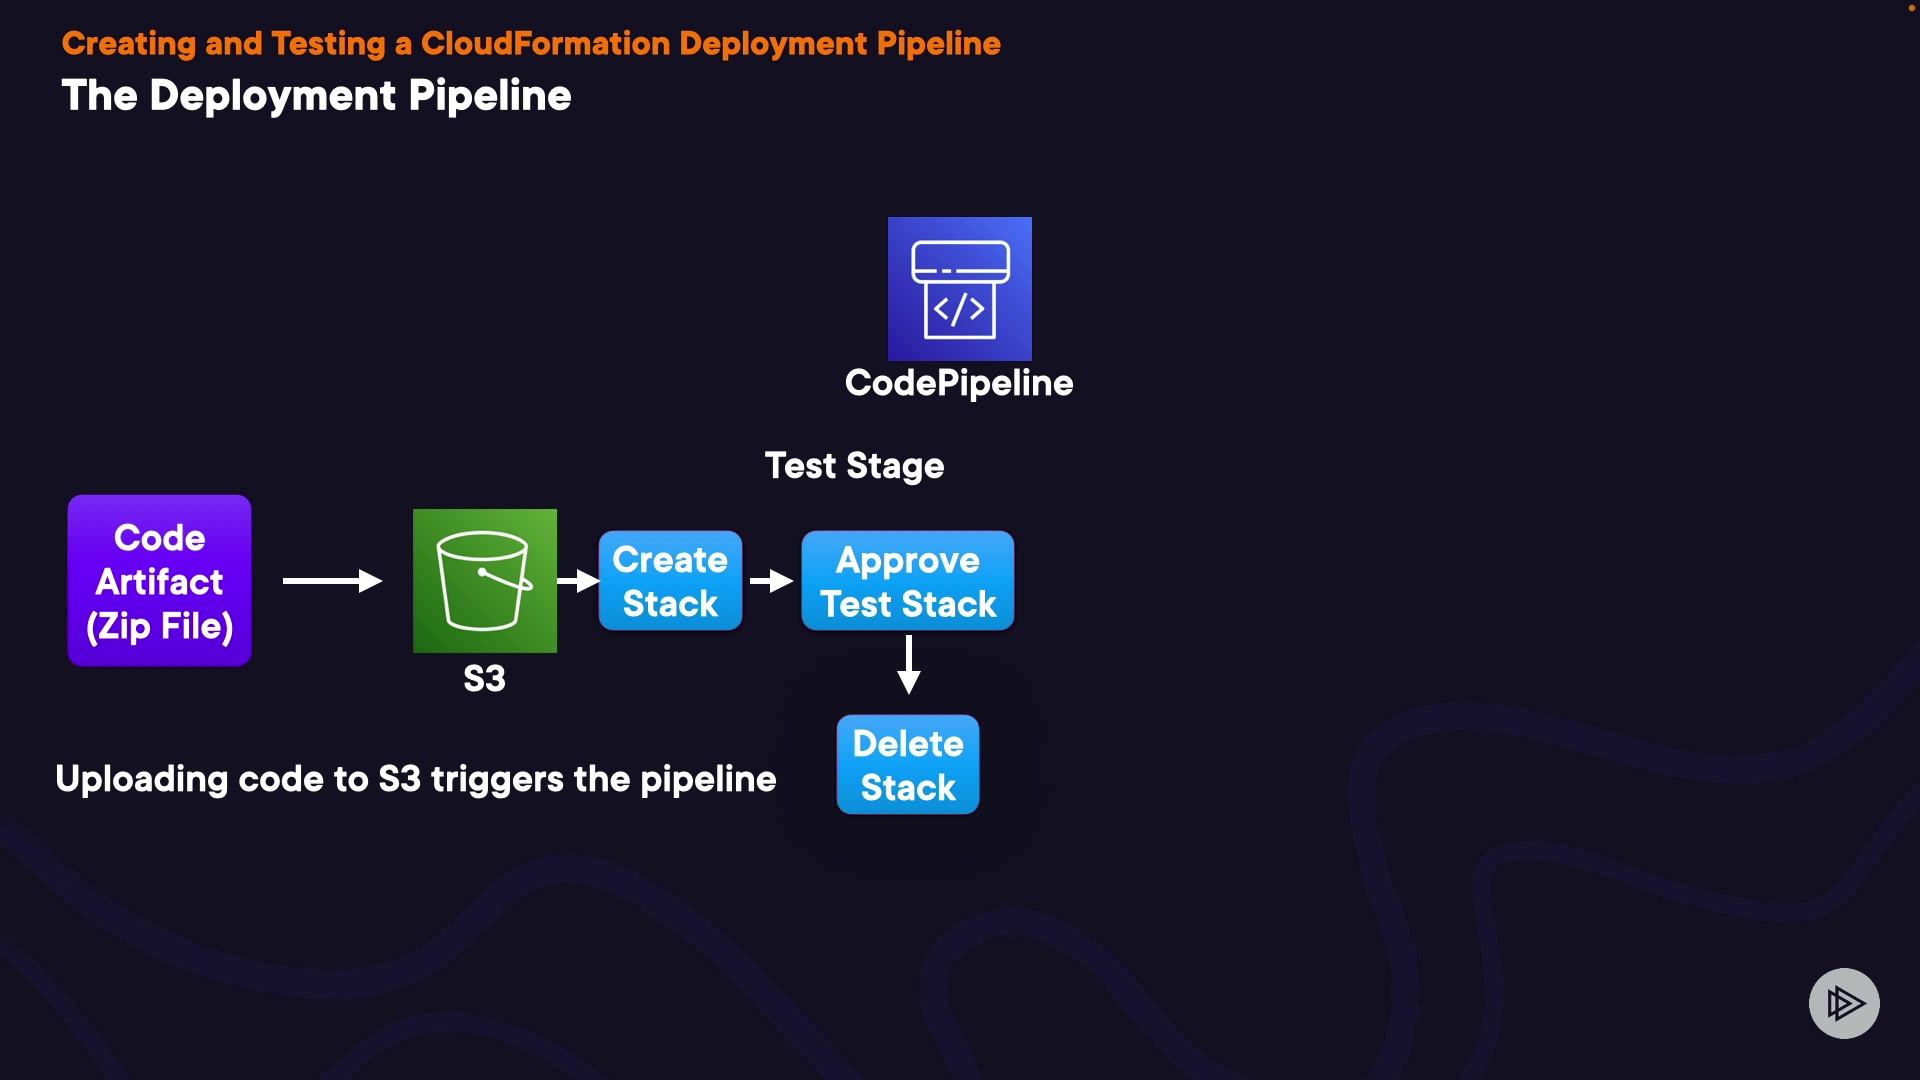 Creating and Testing a CloudFormation Deployment Pipeline
The Deployment Pipeline
</>
CodePipeline
Test Stage
Code
Artifact
(Zip File)
S3
Create
Stack
Approve
Test Stack
Delete
Stack
Uploading code to S3 triggers the pipeline